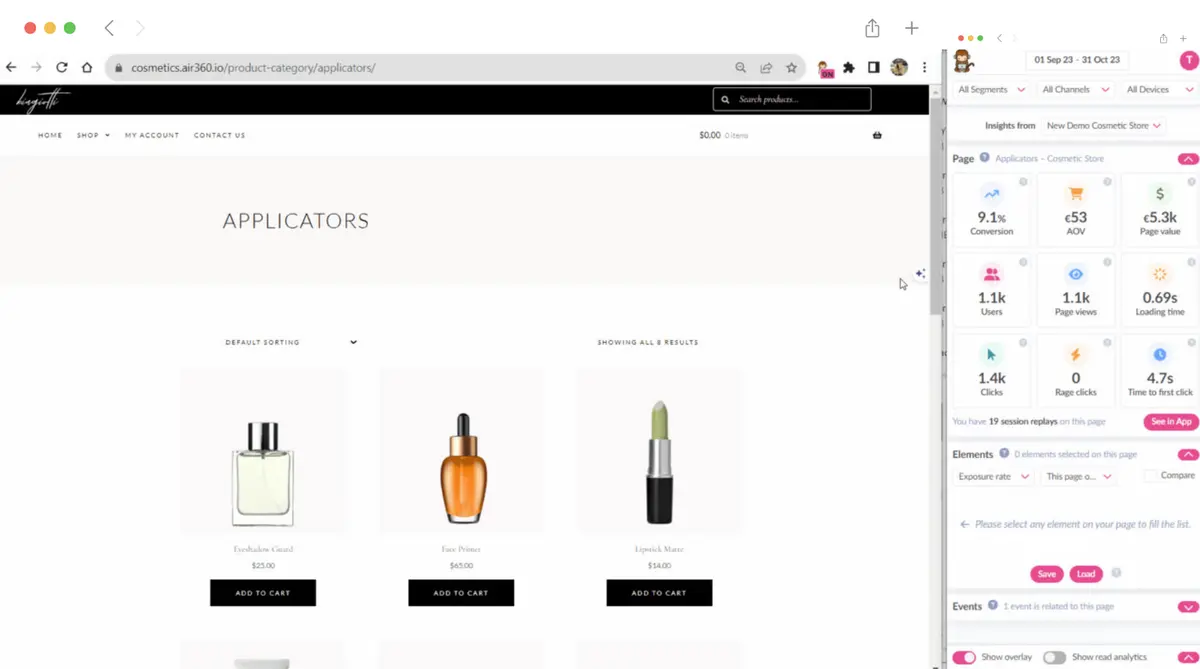 cosmetics.air360.io/product-category/applicators/
ON
Search products...
HOME SHOP MY ACCOUNT CONTACT US
$0.00 0 items
APPLICATORS
DEFAULT SORTING
SHOWING ALL 8 RESULTS
Eyeshadow Guard
$25.00
ADD TO CART
Face Primer
$65.00
ADD TO CART
Lipstick Matte
$14.00
ADD TO CART
01 Sep 23 - 31 Oct 23
T
All Segments All Channels All Devices
Insights from New Demo Cosmetic Store
Page Applicators – Cosmetic Store
9.1%
Conversion
€53
AOV
€5.3k
Page value
1.1k
Users
1.1k
Page views
0.69s
Loading time
1.4k
Clicks
0
Rage clicks
4.7s
Time to first click
You have 19 session replays on this page See in App
Elements 0 elements selected on this page
Exposure rate This page o... Compare
Please select any element on your page to fill the list.
Save Load
Events 1 event is related to this page
Show overlay Show read analytics